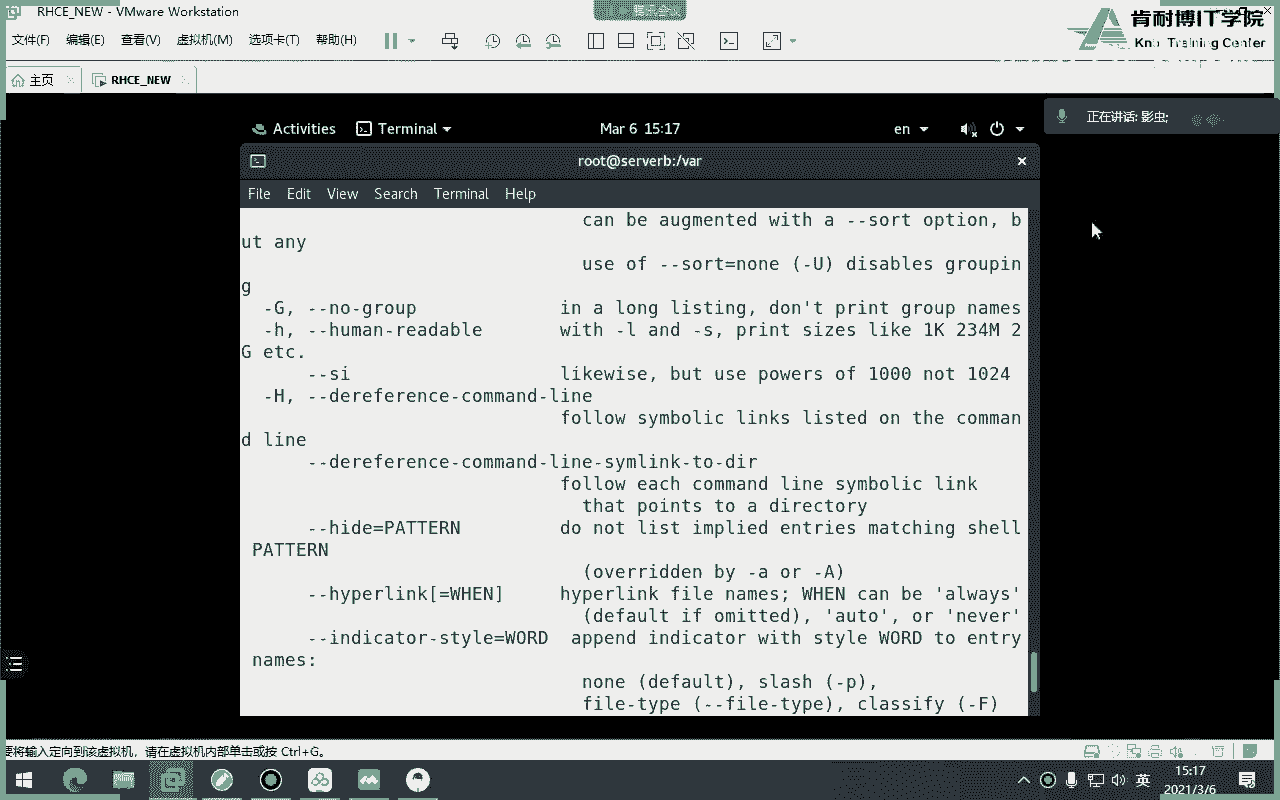 RHCE_NEW - VMware Workstation
文件(F) 编辑(E) 查看(V) 虚拟机(M) 选项卡(T) 帮助(H)
肯耐博IT学院
Training Center
主页 RHCE_NEW
正在讲话: 影虫;
Activities Terminal Mar 6 15:17 en
root@serverb:/var
File Edit View Search Terminal Help
can be augmented with a --sort option, b
ut any
use of --sort=none (-U) disables groupin
g
-G, --no-group in a long listing, don't print group names
-h, --human-readable with -l and -s, print sizes like 1K 234M 2
G etc.
--si likewise, but use powers of 1000 not 1024
-H, --dereference-command-line
follow symbolic links listed on the comman
d line
--dereference-command-line-symlink-to-dir
follow each command line symbolic link
that points to a directory
--hide=PATTERN do not list implied entries matching shell
PATTERN
(overridden by -a or -A)
--hyperlink[=WHEN] hyperlink file names; WHEN can be 'always'
(default if omitted), 'auto', or 'never'
--indicator-style=WORD append indicator with style WORD to entry
names:
none (default), slash (-p),
file-type (--file-type), classify (-F)
要将输入定向到该虚拟机，请在虚拟机内部单击或按 Ctrl+G。
英
15:17
2021/3/6